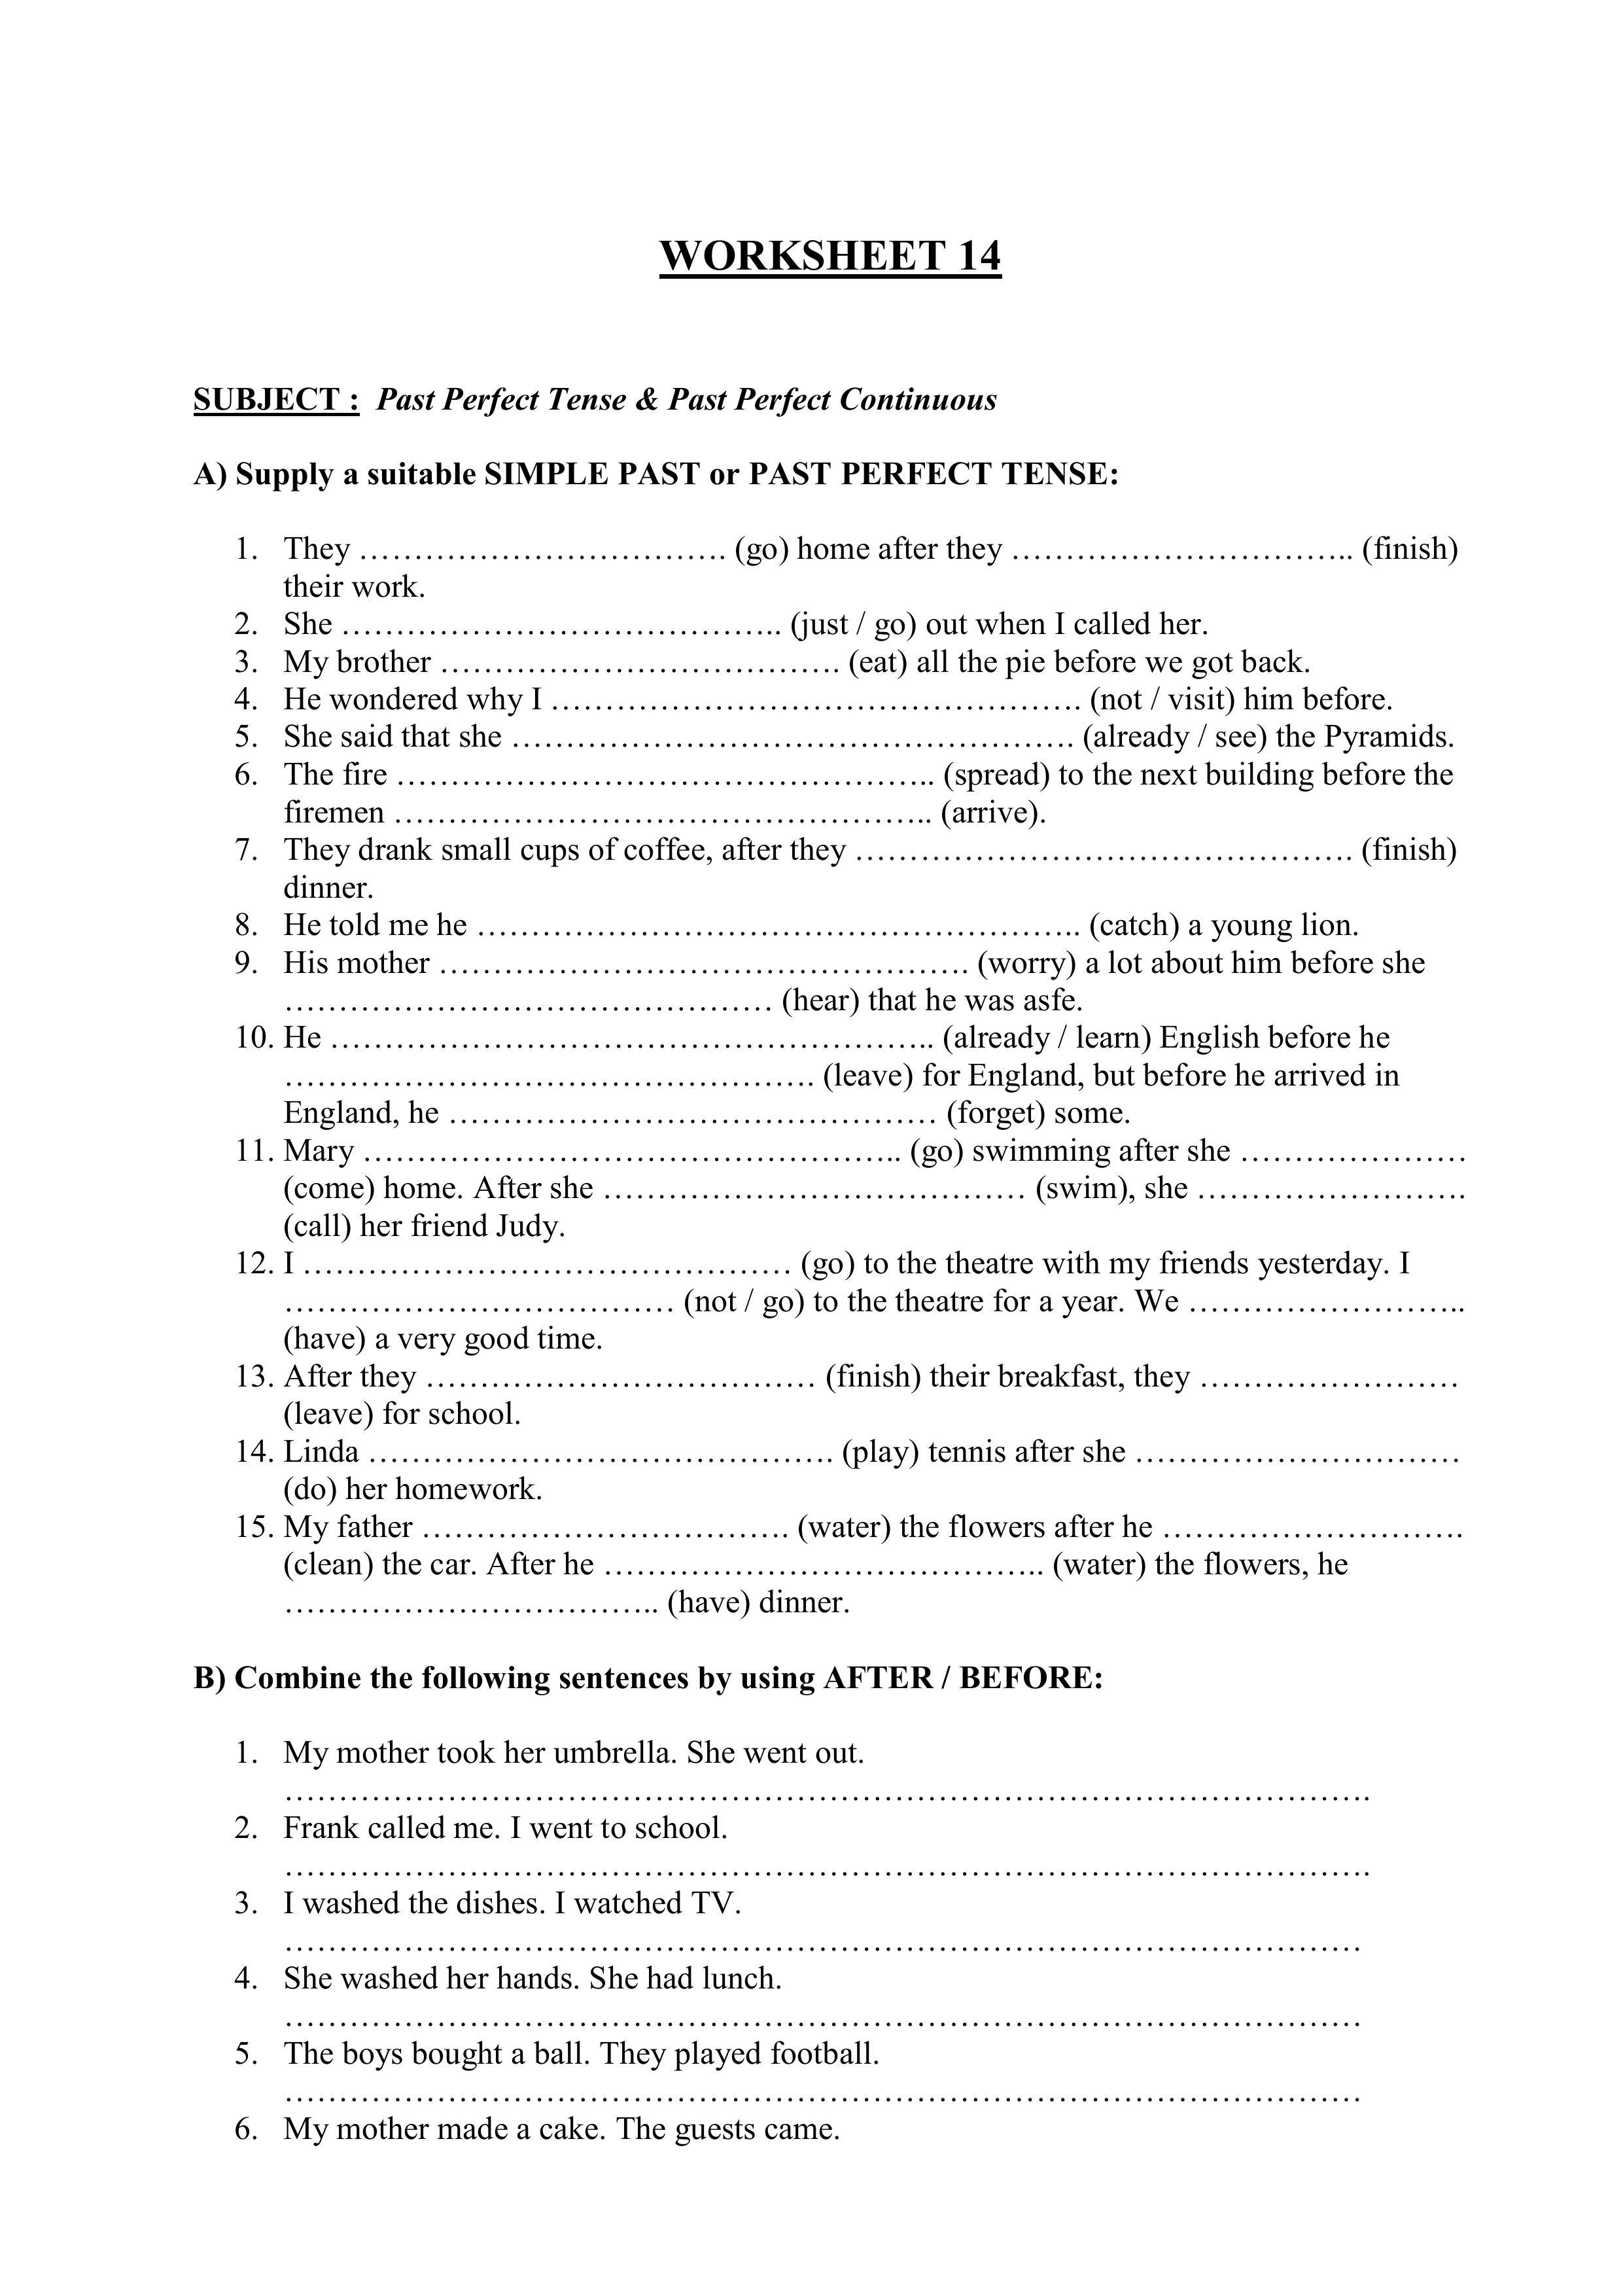 WORKSHEET 14
SUBJECT : Past Perfect Tense & Past Perfect Continuous
A) Supply a suitable SIMPLE PAST or PAST PERFECT TENSE:
1. They ……………………………. (go) home after they ………………………….. (finish)
their work.
2. She ………………………………….. (just / go) out when I called her.
3. My brother ………………………………. (eat) all the pie before we got back.
4. He wondered why I …………………………………………. (not / visit) him before.
5. She said that she ……………………………………………. (already / see) the Pyramids.
6. The fire ………………………………………….. (spread) to the next building before the
firemen ………………………………………….. (arrive).
7. They drank small cups of coffee, after they ………………………………………. (finish)
dinner.
8. He told me he ……………………………………………….. (catch) a young lion.
9. His mother …………………………………………. (worry) a lot about him before she
……………………………………… (hear) that he was asfe.
10. He ……………………………………………….. (already / learn) English before he
…………………………………………. (leave) for England, but before he arrived in
England, he ……………………………………… (forget) some.
11. Mary ………………………………………….. (go) swimming after she …………………
(come) home. After she ………………………………… (swim), she …………………….
(call) her friend Judy.
12. I ……………………………………… (go) to the theatre with my friends yesterday. I
……………………………… (not / go) to the theatre for a year. We ……………………..
(have) a very good time.
13. After they ……………………………… (finish) their breakfast, they ……………………
(leave) for school.
14. Linda ……………………………………. (play) tennis after she …………………………
(do) her homework.
15. My father ……………………………. (water) the flowers after he ……………………….
(clean) the car. After he ………………………………….. (water) the flowers, he
…………………………….. (have) dinner.
B) Combine the following sentences by using AFTER / BEFORE:
1. My mother took her umbrella. She went out.
……………………………………………………………………………………….
2. Frank called me. I went to school.
……………………………………………………………………………………….
3. I washed the dishes. I watched TV.
………………………………………………………………………………………
4. She washed her hands. She had lunch.
………………………………………………………………………………………
5. The boys bought a ball. They played football.
………………………………………………………………………………………
6. My mother made a cake. The guests came.